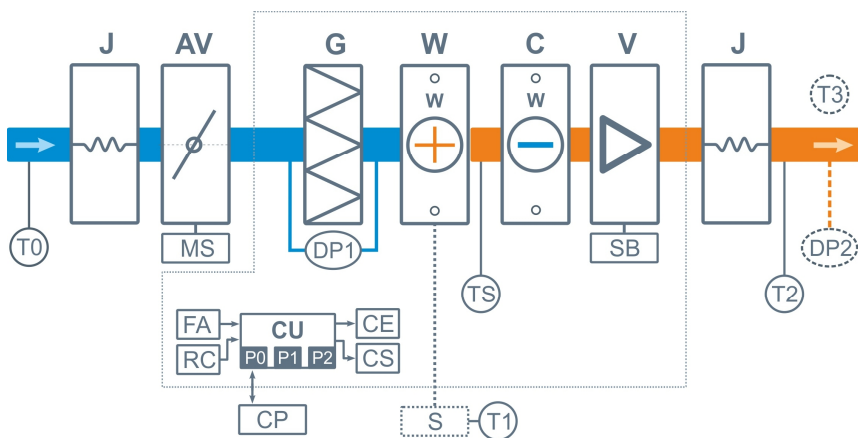 J AV G W C V J
T3
W W
T0 MS DP1 SB DP2
TS T2
FA CU CE
RC P0 P1 P2 CS
CP S T1